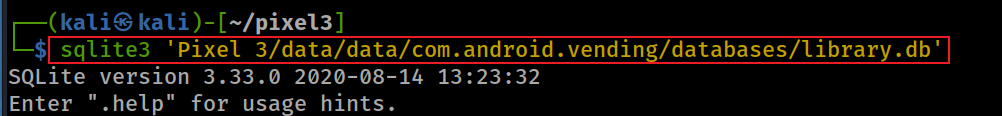 (kali㉿kali)-[~/pixel3]
$ sqlite3 'Pixel 3/data/data/com.android.vending/databases/library.db'
SQLite version 3.33.0 2020-08-14 13:23:32
Enter ".help" for usage hints.